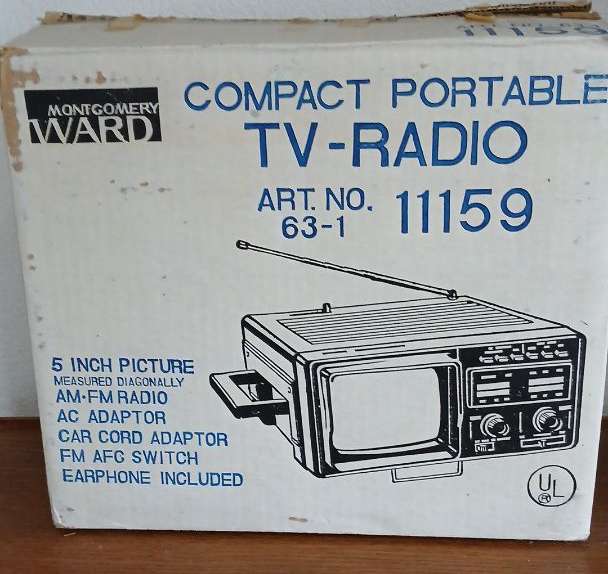 11159
MONTGOMERY
WARD
COMPACT PORTABLE
TV-RADIO
ART. NO.
63-1
11159
5 INCH PICTURE
MEASURED DIAGONALLY
AM·FM RADIO
AC ADAPTOR
CAR CORD ADAPTOR
FM AFC SWITCH
EARPHONE INCLUDED
UL
®